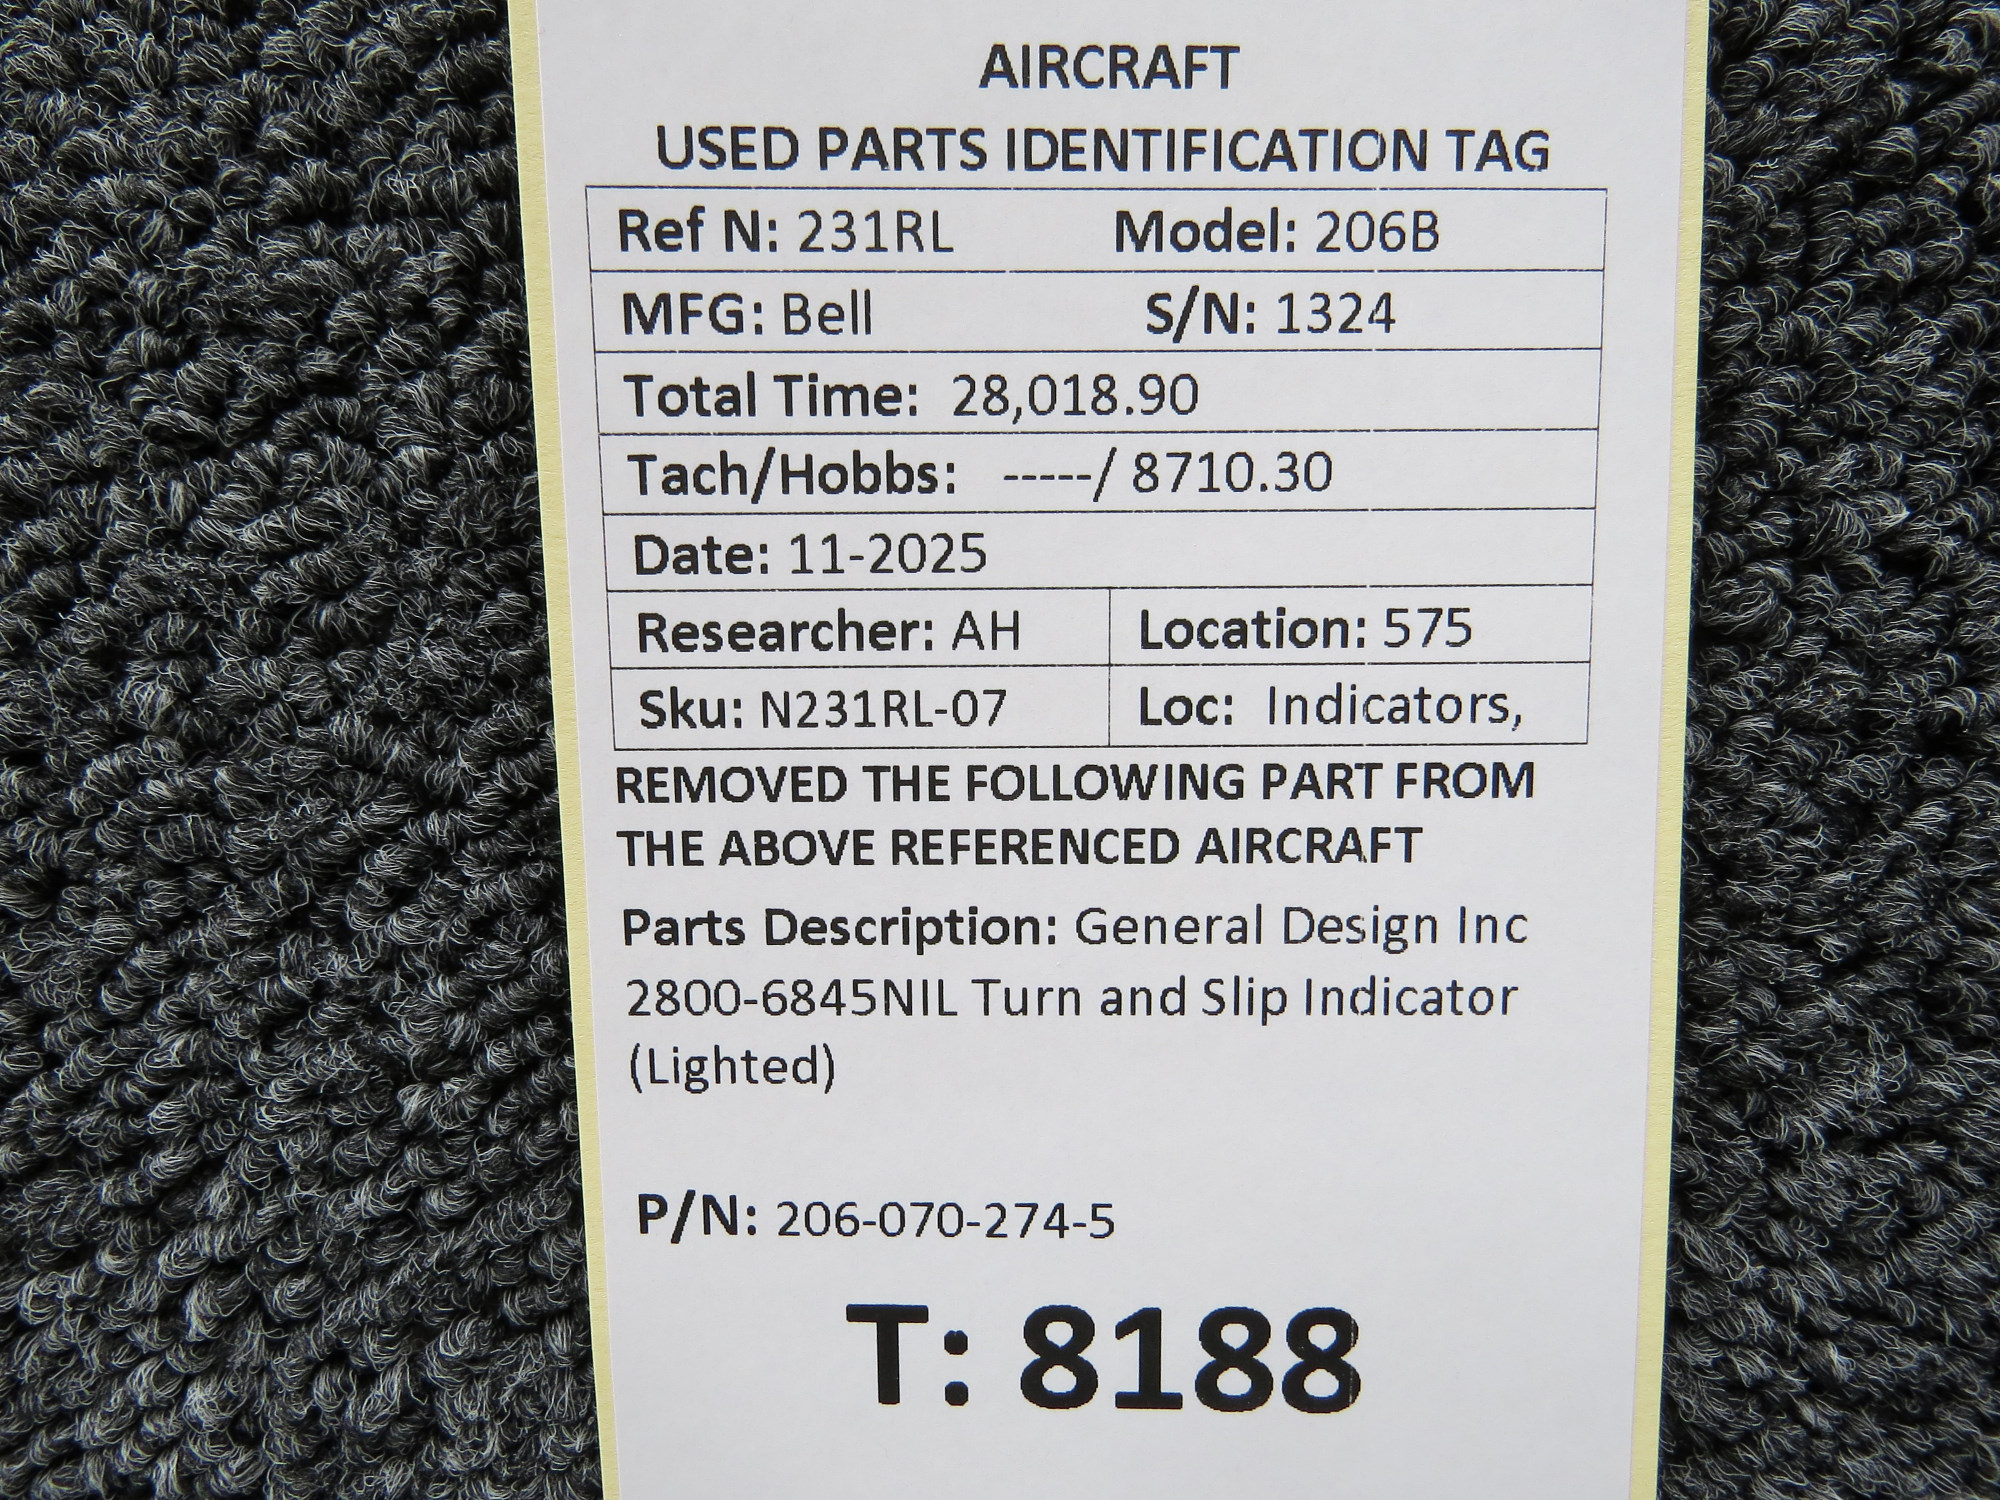 AIRCRAFT
USED PARTS IDENTIFICATION TAG
Ref N: 231RL Model: 206B
MFG: Bell S/N: 1324
Total Time: 28,018.90
Tach/Hobbs: -----/ 8710.30
Date: 11-2025
Researcher: AH Location: 575
Sku: N231RL-07 Loc: Indicators,
REMOVED THE FOLLOWING PART FROM
THE ABOVE REFERENCED AIRCRAFT
Parts Description: General Design Inc
2800-6845NIL Turn and Slip Indicator
(Lighted)
P/N: 206-070-274-5
T: 8188